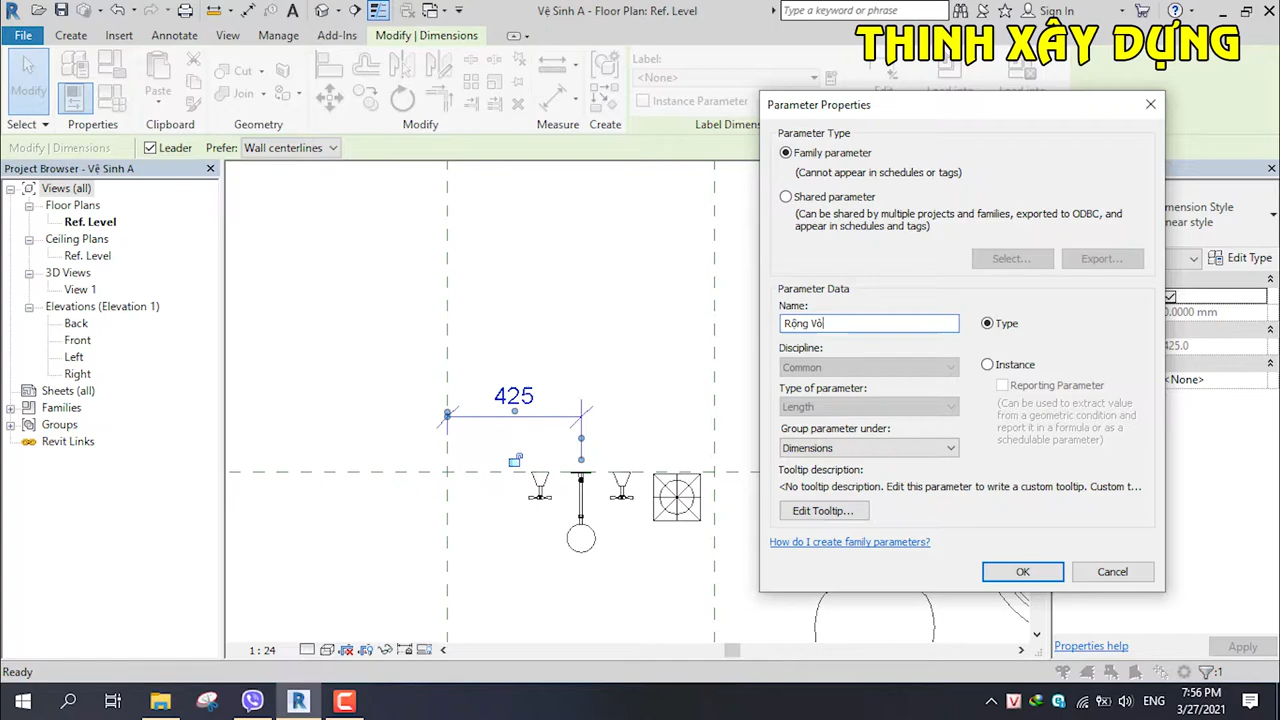 Vệ Sinh A - Floor Plan: Ref. Level
Type a keyword or phrase
Sign In
File Create Insert Annotate View Manage Add-Ins Modify | Dimensions
THINH XÂY DỰNG
Modify
Paste
Cut
Join
Label:
<None>
Instance Parameter
Select Properties Clipboard Geometry Modify Measure Create Label Dimens
Modify | Dimensions
Leader Prefer: Wall centerlines
Project Browser - Vệ Sinh A
Views (all)
Floor Plans
Ref. Level
Ceiling Plans
Ref. Level
3D Views
View 1
Elevations (Elevation 1)
Back
Front
Left
Right
Sheets (all)
Families
Groups
Revit Links
425
1 : 24
Parameter Properties
Parameter Type
Family parameter
(Cannot appear in schedules or tags)
Shared parameter
(Can be shared by multiple projects and families, exported to ODBC, and
appear in schedules and tags)
Select... Export...
Parameter Data
Name:
Rộng Vò
Type
Discipline:
Common
Instance
Type of parameter:
Reporting Parameter
Length
(Can be used to extract value
from a geometric condition and
report it in a formula or as a
schedulable parameter)
Group parameter under:
Dimensions
Tooltip description:
<No tooltip description. Edit this parameter to write a custom tooltip. Custom t...
Edit Tooltip...
How do I create family parameters?
OK Cancel
mension Style
near style
Edit Type
0.0000 mm
425.0
<None>
Properties help
Apply
Ready
:1
ENG
7:56 PM
3/27/2021